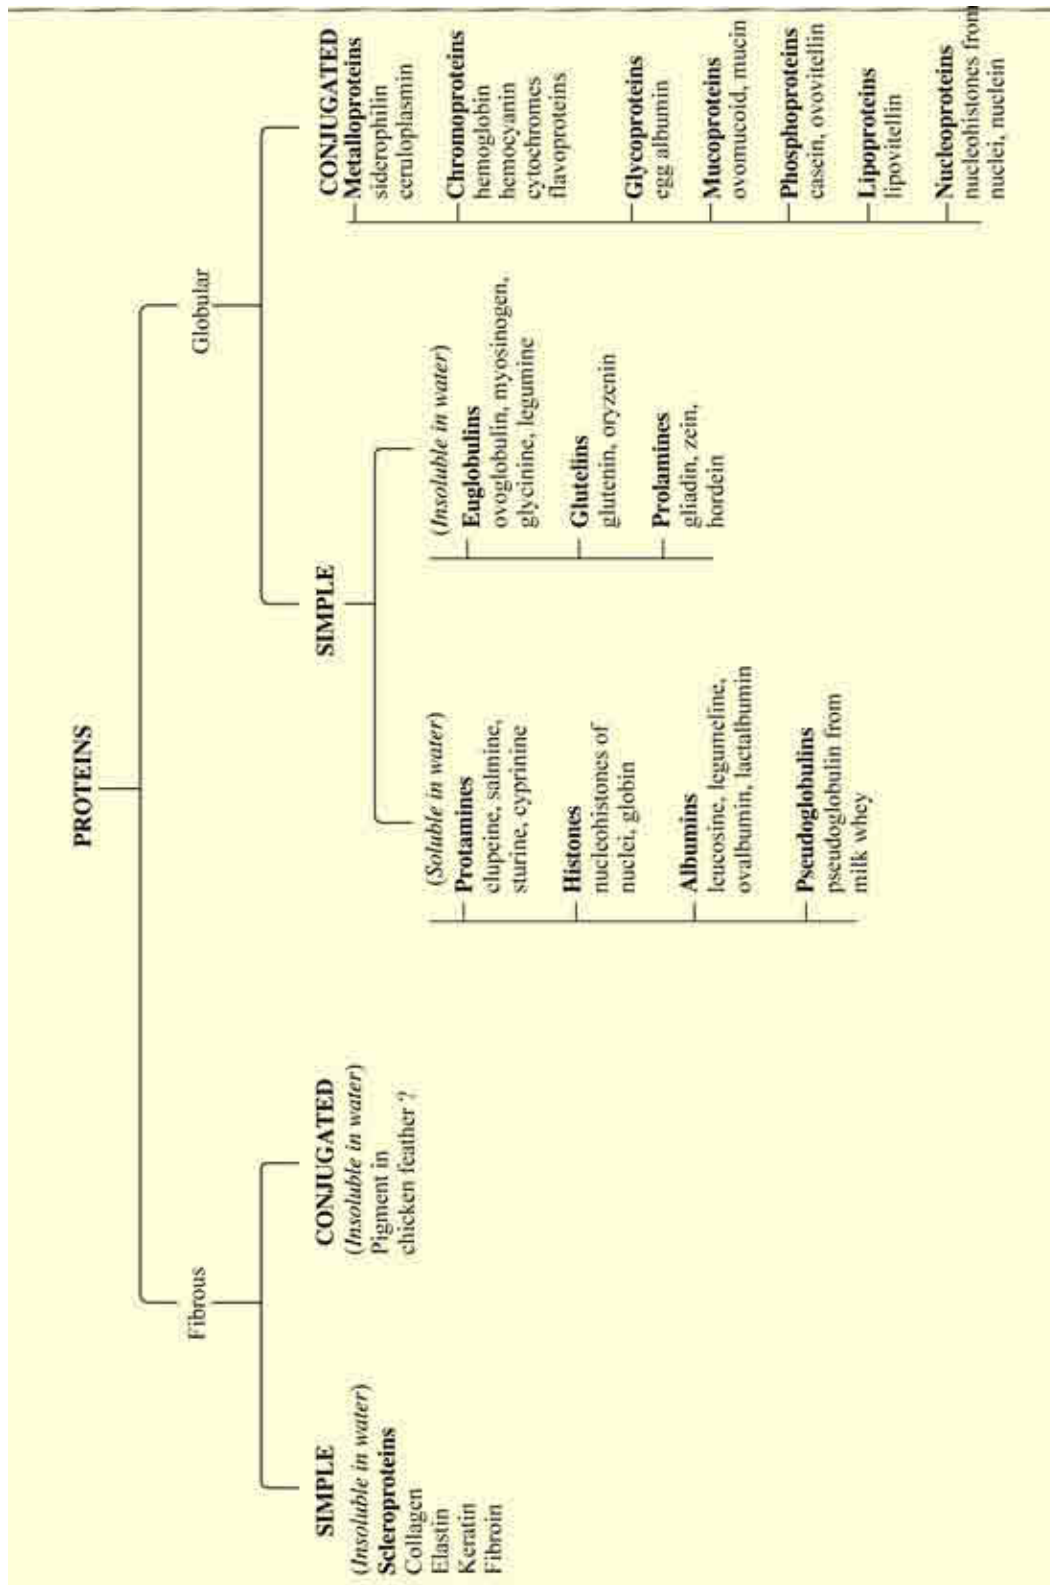 PROTEINS
Fibrous
SIMPLE
(Insoluble in water)
Scleroproteins
Collagen
Elastin
Keratin
Fibroin
CONJUGATED
(Insoluble in water)
Pigment in
chicken feather ?
Globular
SIMPLE
(Soluble in water)
Protamines
clupeine, salmine,
sturine, cyprinine
Histones
nucleohistones of
nuclei, globin
Albumins
leucosine, legumeline,
ovalbumin, lactalbumin
Pseudoglobulins
pseudoglobulin from
milk whey
(Insoluble in water)
Euglobulins
ovoglobulin, myosinogen,
glycinine, legumine
Glutelins
glutenin, oryzenin
Prolamines
gliadin, zein,
hordein
CONJUGATED
Metalloproteins
siderophilin
ceruloplasmin
Chromoproteins
hemoglobin
hemocyanin
cytochromes
flavoproteins
Glycoproteins
egg albumin
Mucoproteins
ovomucoid, mucin
Phosphoproteins
casein, ovovitellin
Lipoproteins
lipovitellin
Nucleoproteins
nucleohistones from
nuclei, nuclein